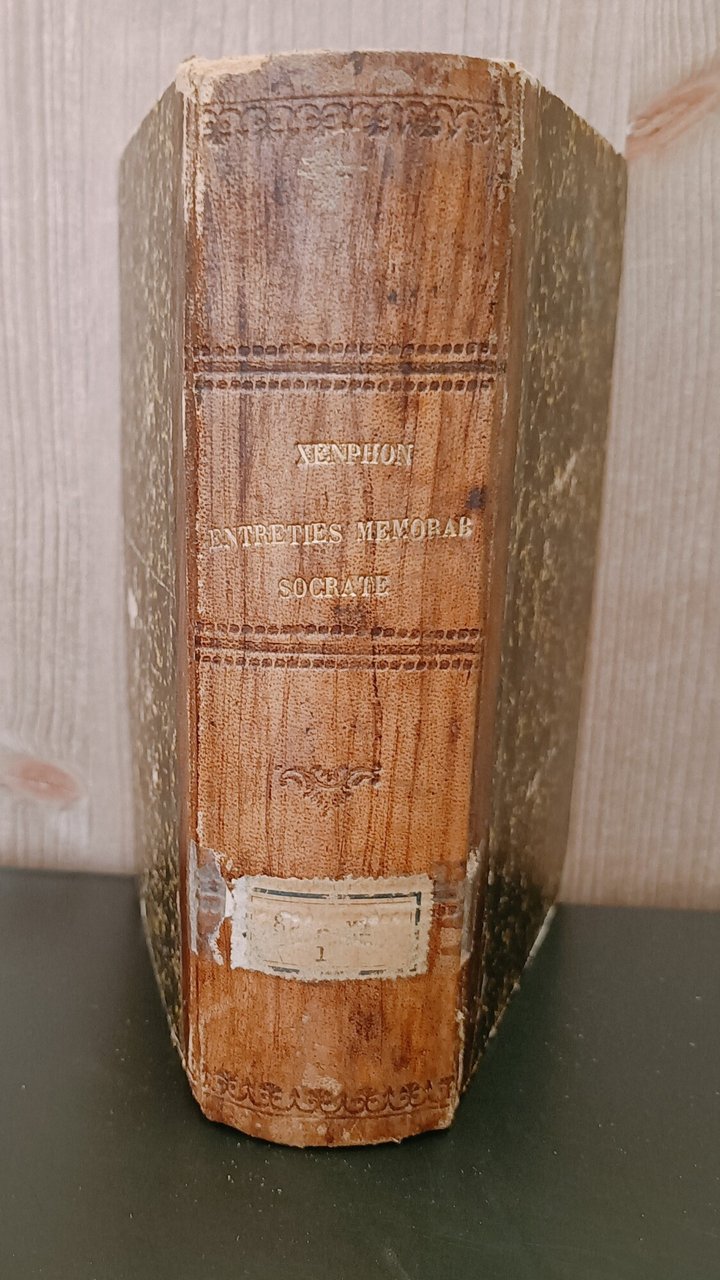 XENPHON
ENTRETIES MEMORAB
SOCRATE
1